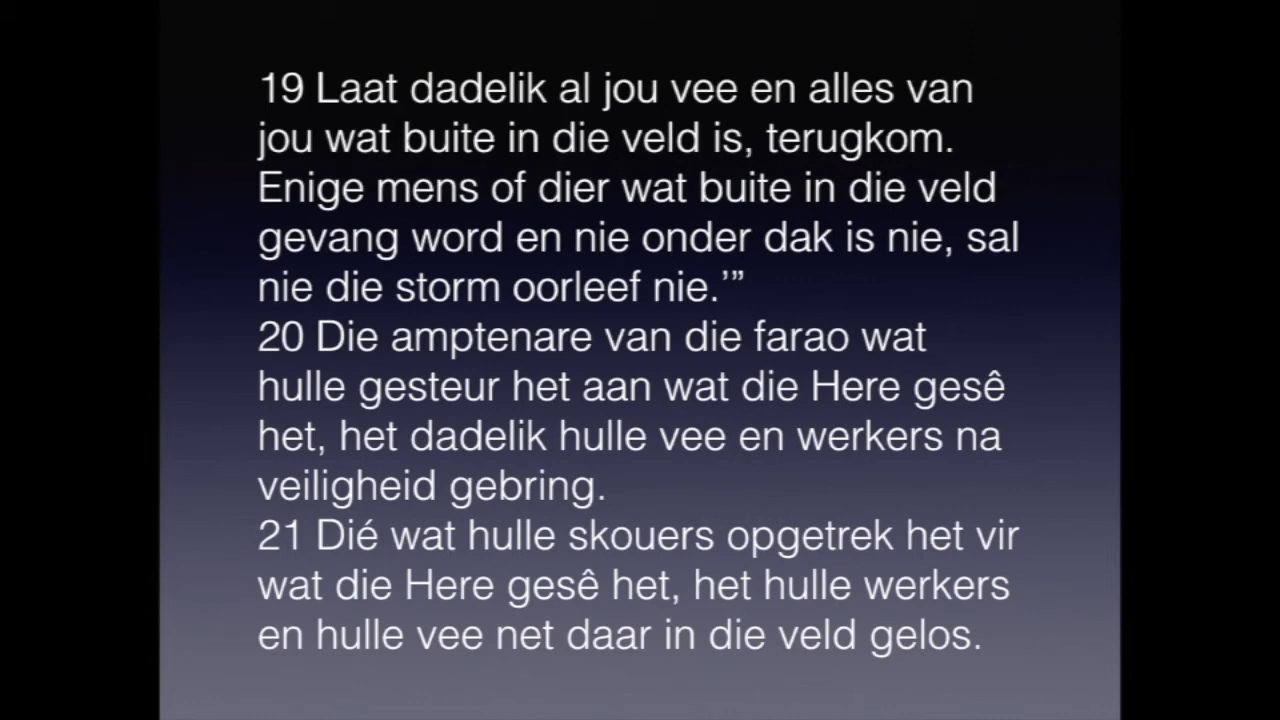 19 Laat dadelik al jou vee en alles van
jou wat buite in die veld is, terugkom.
Enige mens of dier wat buite in die veld
gevang word en nie onder dak is nie, sal
nie die storm oorleef nie.’”
20 Die amptenare van die farao wat
hulle gesteur het aan wat die Here gesê
het, het dadelik hulle vee en werkers na
veiligheid gebring.
21 Dié wat hulle skouers opgetrek het vir
wat die Here gesê het, het hulle werkers
en hulle vee net daar in die veld gelos.